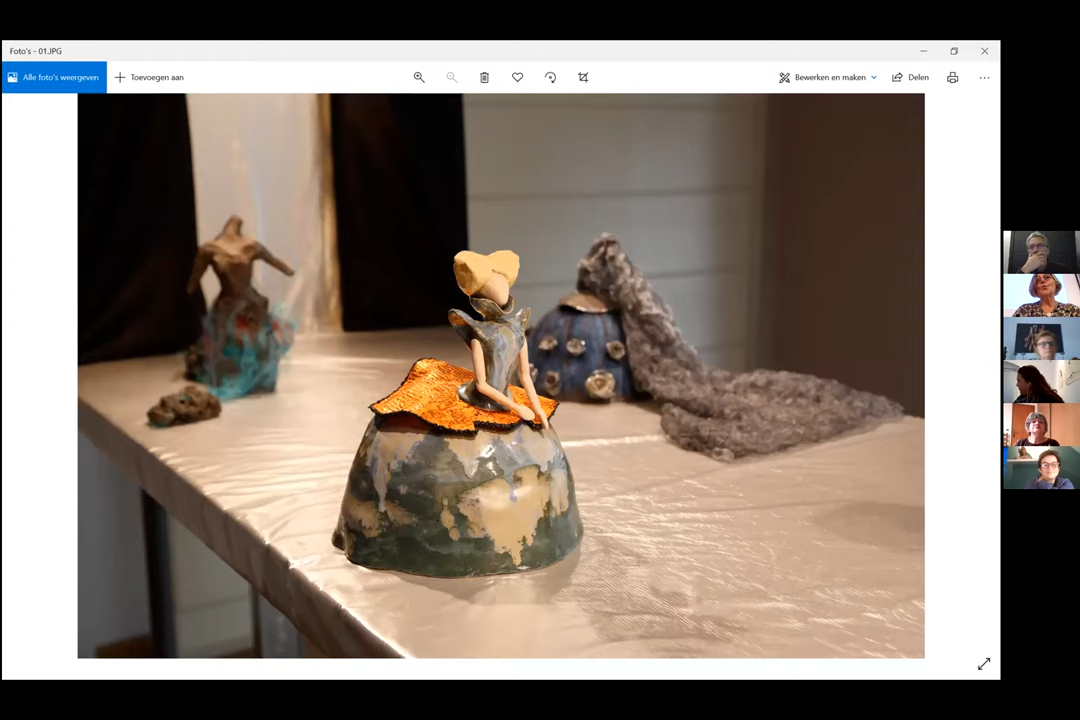 Foto's - 01.JPG
Alle foto's weergeven
Toevoegen aan
Bewerken en maken
Delen